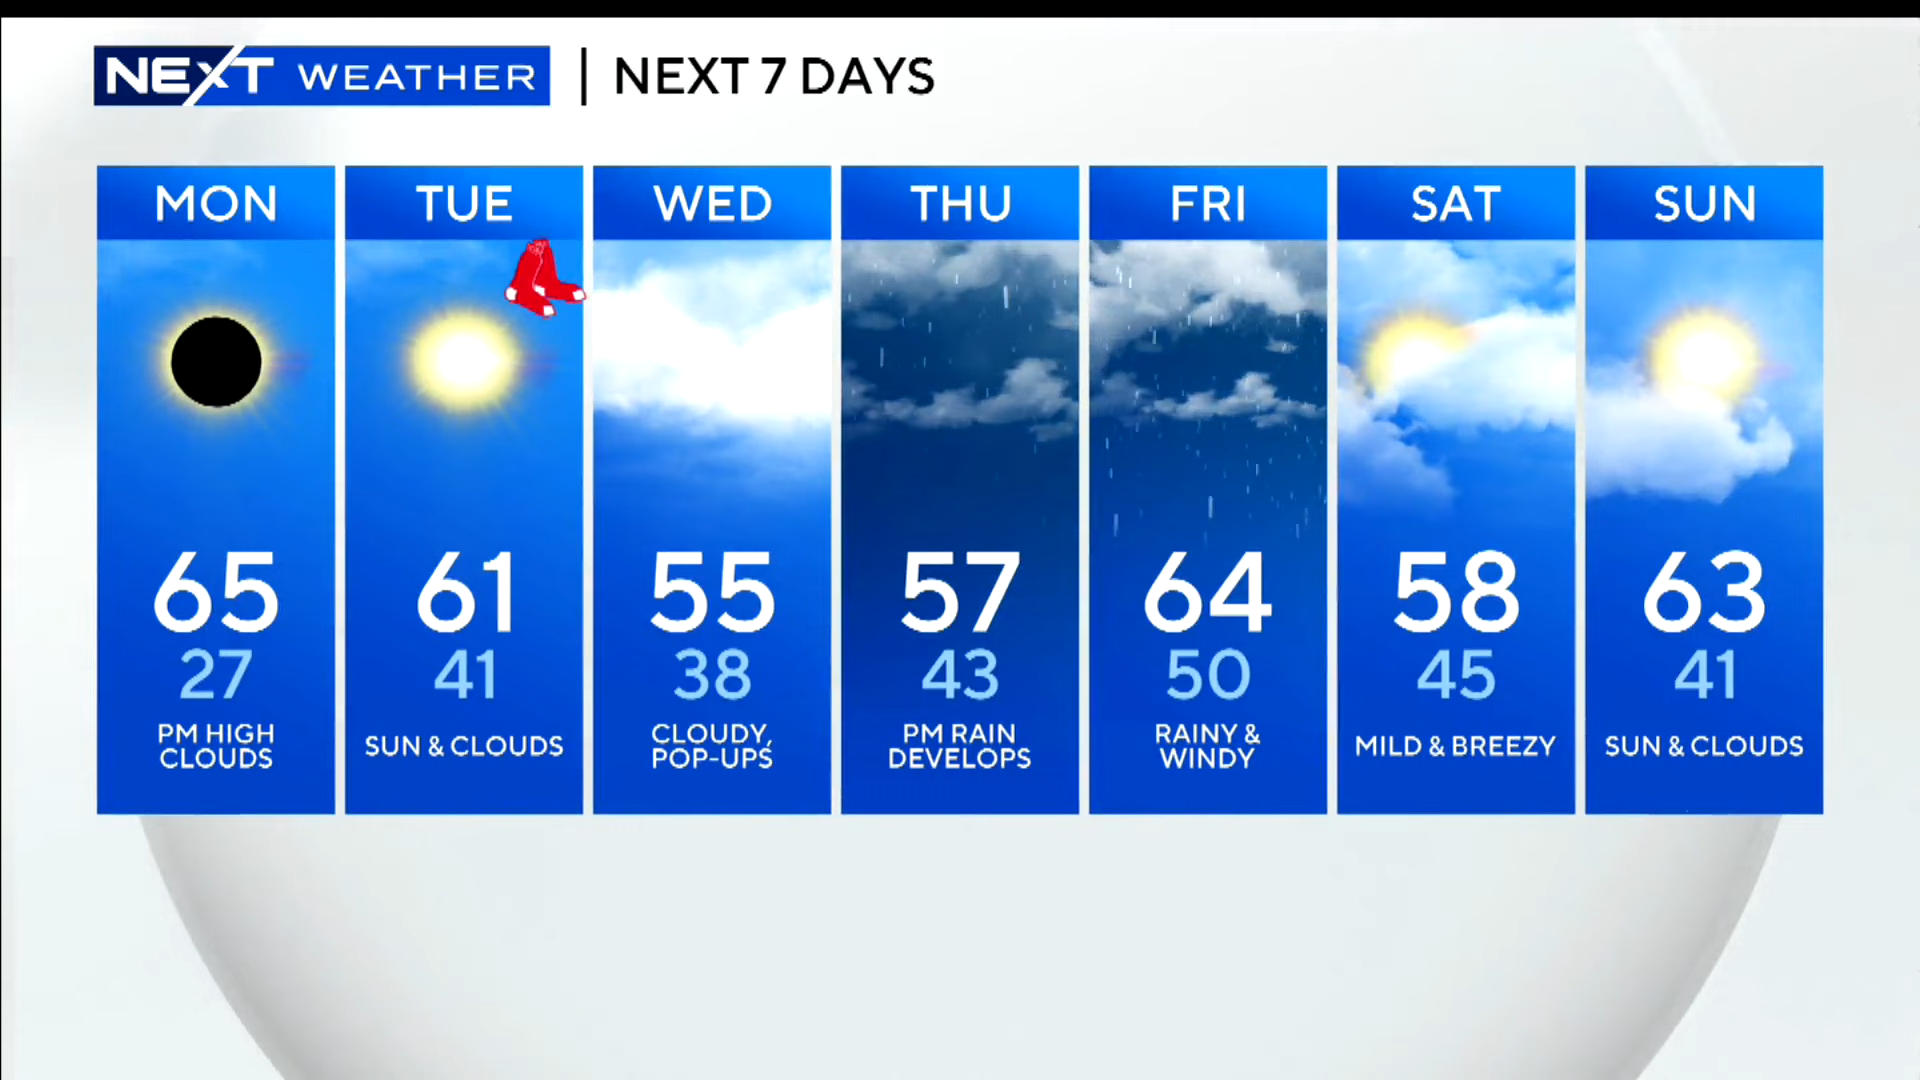 NEXT WEATHER | NEXT 7 DAYS
MON TUE WED THU FRI SAT SUN
65 61 55 57 64 58 63
27 41 38 43 50 45 41
PM HIGH
CLOUDS
SUN & CLOUDS
CLOUDY,
POP-UPS
PM RAIN
DEVELOPS
RAINY &
WINDY
MILD & BREEZY
SUN & CLOUDS